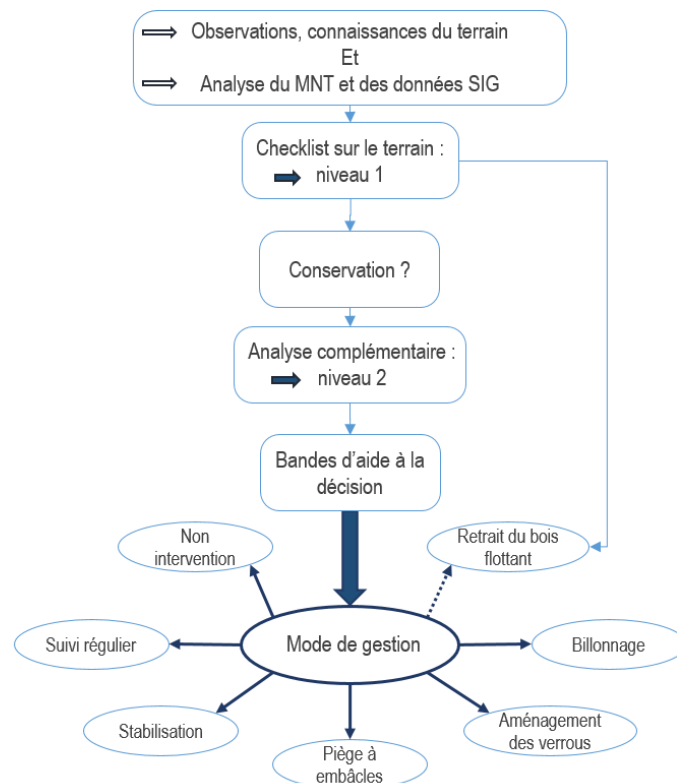 Observations, connaissances du terrain
Et
Analyse du MNT et des données SIG
Checklist sur le terrain :
niveau 1
Conservation ?
Analyse complémentaire :
niveau 2
Bandes d'aide à la
décision
Non
intervention
Retrait du bois
flottant
Suivi régulier
Mode de gestion
Billonnage
Stabilisation
Aménagement
des verrous
Piège à
embâcles